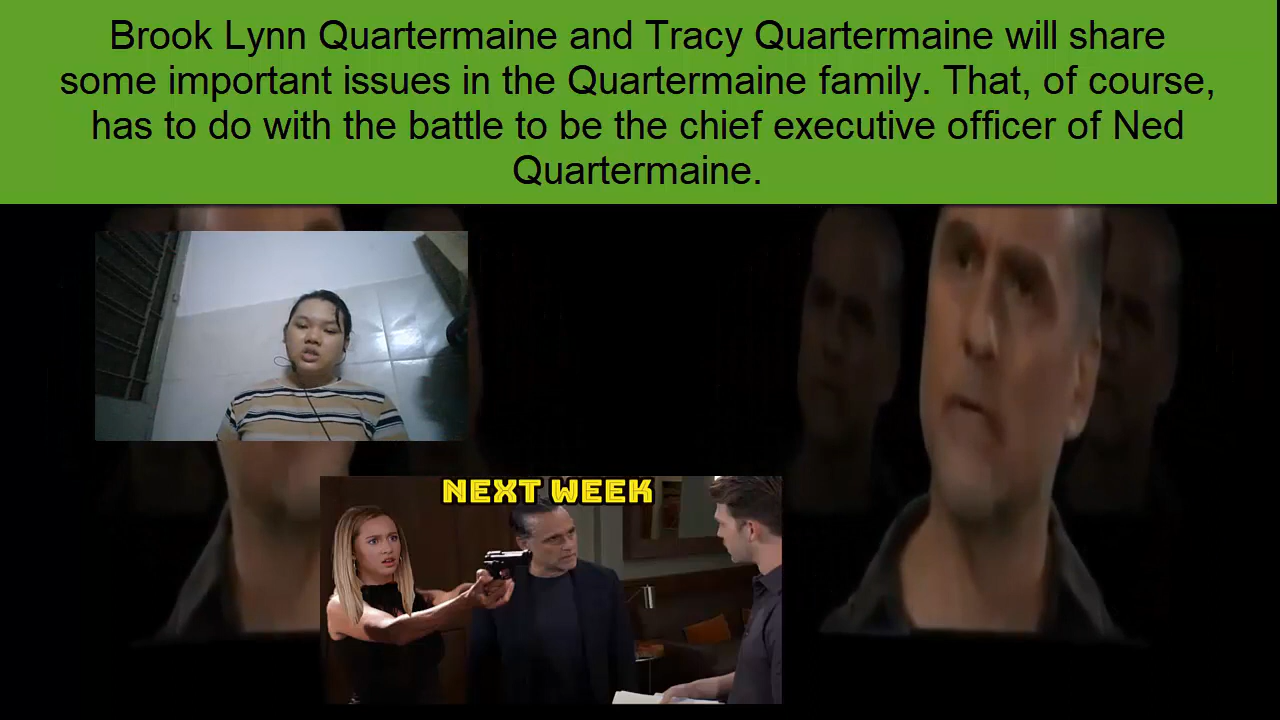 Brook Lynn Quartermaine and Tracy Quartermaine will share
some important issues in the Quartermaine family. That, of course,
has to do with the battle to be the chief executive officer of Ned
Quartermaine.
NEXT WEEK